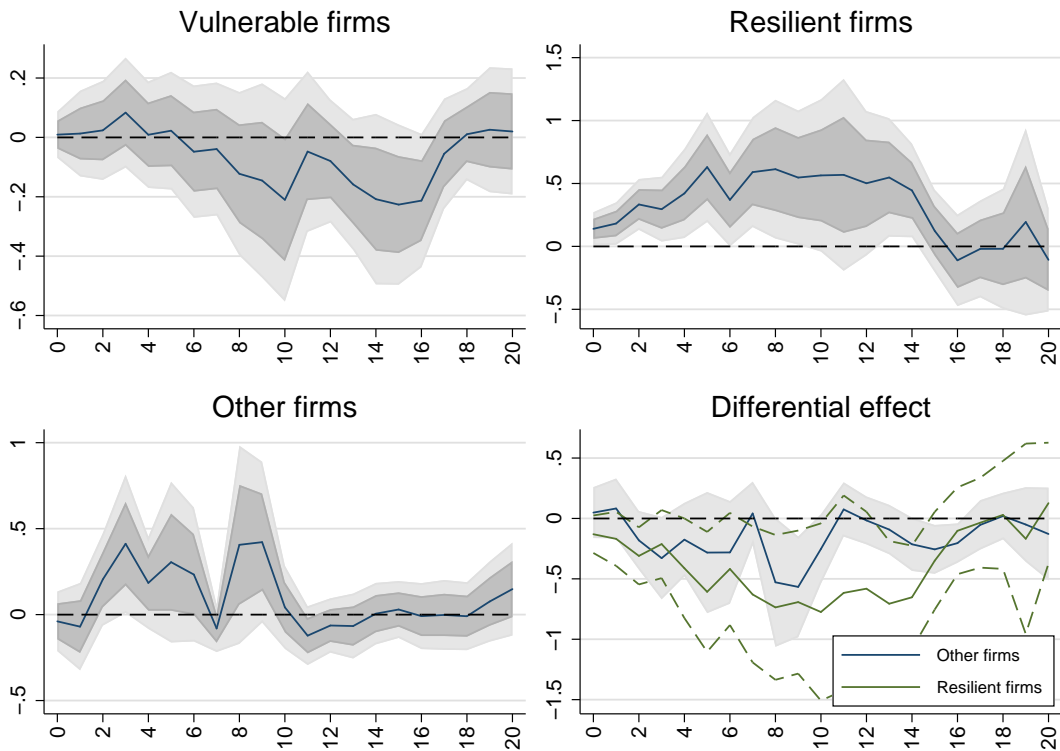 Vulnerable firms
.2
0
-.2
-.4
-.6
0 2 4 6 8 10 12 14 16 18 20
Resilient firms
1.5
1
.5
0
-.5
0 2 4 6 8 10 12 14 16 18 20
Other firms
1
.5
0
-.5
0 2 4 6 8 10 12 14 16 18 20
Differential effect
.5
0
-.5
-1
-1.5
0 2 4 6 8 10 12 14 16 18 20
Other firms
Resilient firms